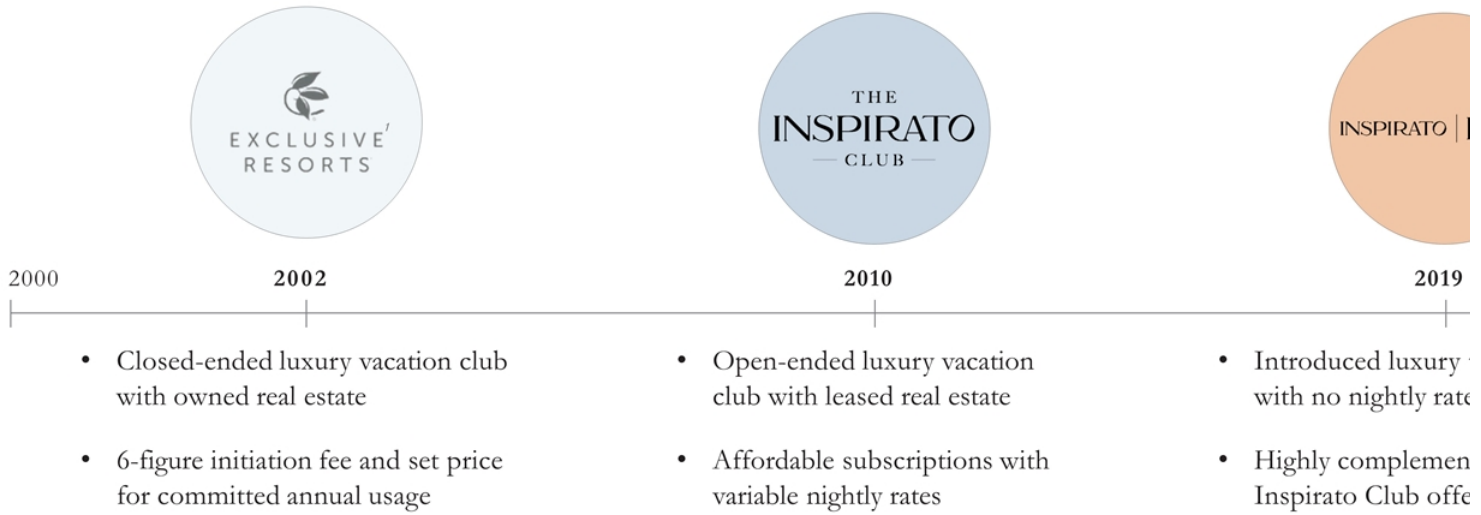 EXCLUSIVE
RESORTS
1
THE
INSPIRATO
CLUB
INSPIRATO |
2000
2002
2010
2019
• Closed-ended luxury vacation club
with owned real estate
• 6-figure initiation fee and set price
for committed annual usage
• Open-ended luxury vacation
club with leased real estate
• Affordable subscriptions with
variable nightly rates
• Introduced luxury
with no nightly rate
• Highly complemen
Inspirato Club offe